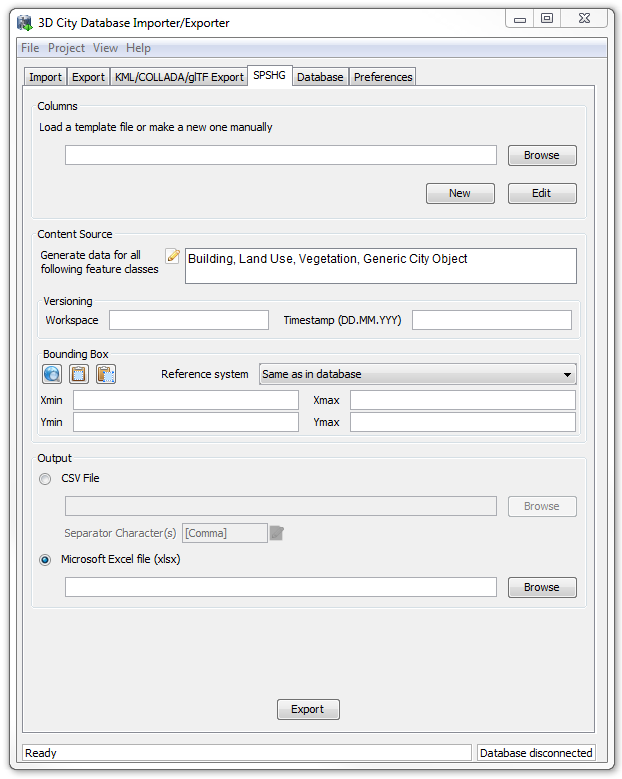 3D City Database Importer/Exporter
File Project View Help
Import Export KML/COLLADA/glTF Export SPSHG Database Preferences
Columns
Load a template file or make a new one manually
Browse
New Edit
Content Source
Generate data for all
following feature classes
Building, Land Use, Vegetation, Generic City Object
Versioning
Workspace Timestamp (DD.MM.YYY)
Bounding Box
Reference system Same as in database
Xmin Xmax
Ymin Ymax
Output
CSV File
Browse
Separator Character(s) [Comma]
Microsoft Excel file (xlsx)
Browse
Export
Ready Database disconnected